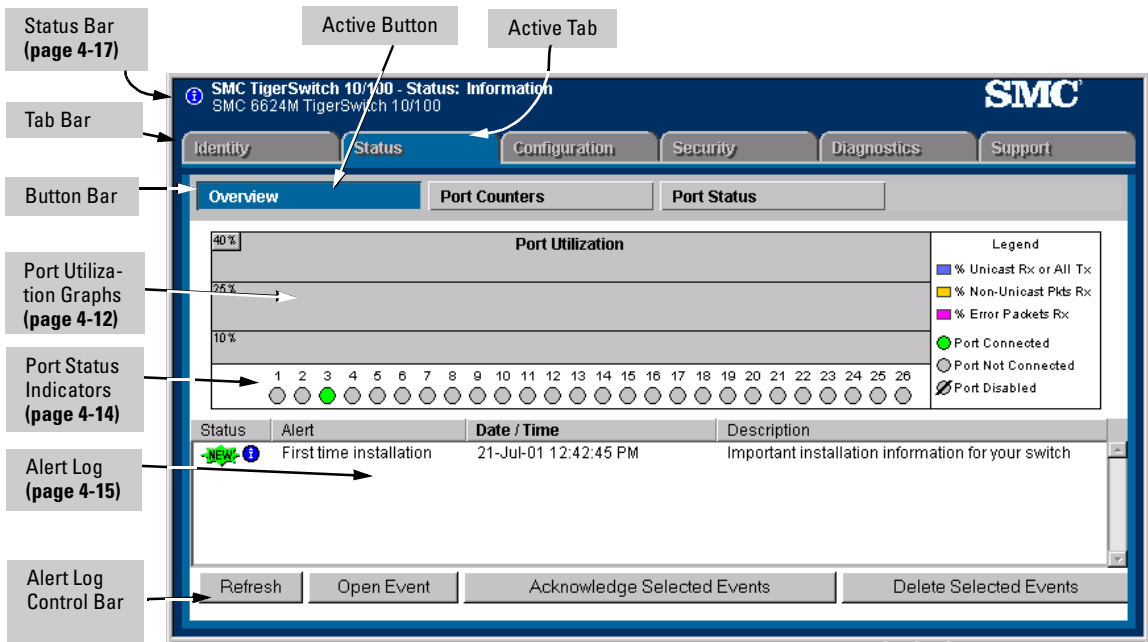 Status Bar
(page 4-17)
Active Button
Active Tab
SMC TigerSwitch 10/100 - Status: Information
SMC 6624M TigerSwitch 10/100
SMC
Tab Bar
Identity
Status
Configuration
Security
Diagnostics
Support
Button Bar
Overview
Port Counters
Port Status
Port Utiliza-
tion Graphs
(page 4-12)
40 %
Port Utilization
25 %
10 %
Legend
% Unicast Rx or All Tx
% Non-Unicast Pkts Rx
% Error Packets Rx
Port Connected
Port Not Connected
Port Disabled
Port Status
Indicators
(page 4-14)
1 2 3 4 5 6 7 8 9 10 11 12 13 14 15 16 17 18 19 20 21 22 23 24 25 26
Status Alert Date / Time Description
NEW First time installation 21-Jul-01 12:42:45 PM Important installation information for your switch
Alert Log
(page 4-15)
Alert Log
Control Bar
Refresh
Open Event
Acknowledge Selected Events
Delete Selected Events